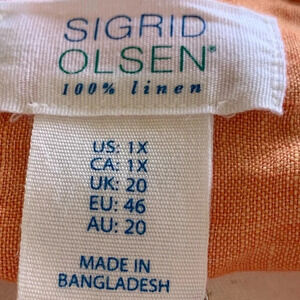 SIGRID
OLSEN®
100% linen
US: 1X
CA: 1X
UK: 20
EU: 46
AU: 20
MADE IN
BANGLADESH